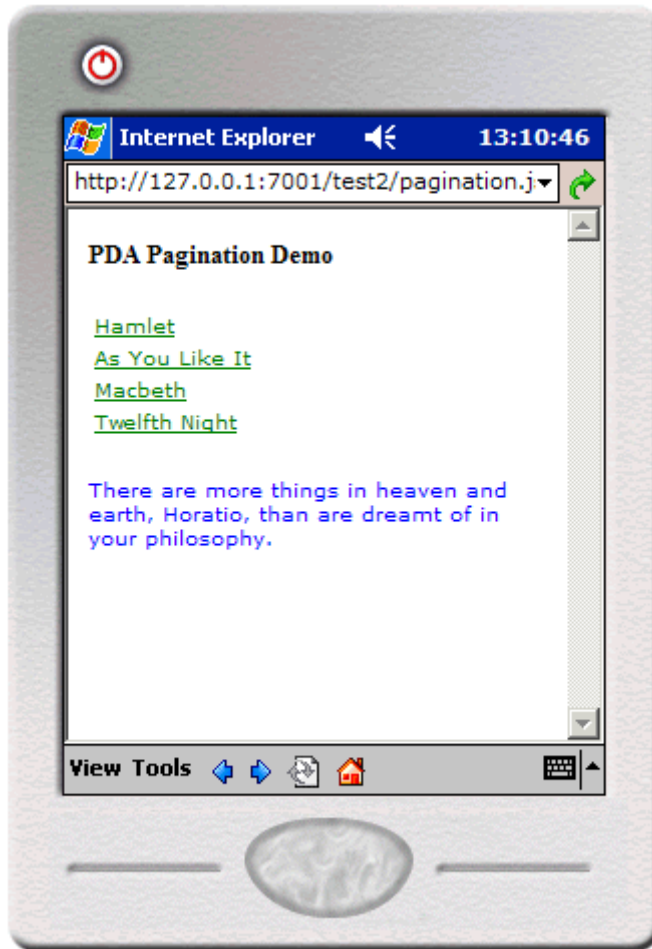 Internet Explorer 13:10:46
http://127.0.0.1:7001/test2/pagination.j
PDA Pagination Demo
Hamlet
As You Like It
Macbeth
Twelfth Night
There are more things in heaven and
earth, Horatio, than are dreamt of in
your philosophy.
View Tools